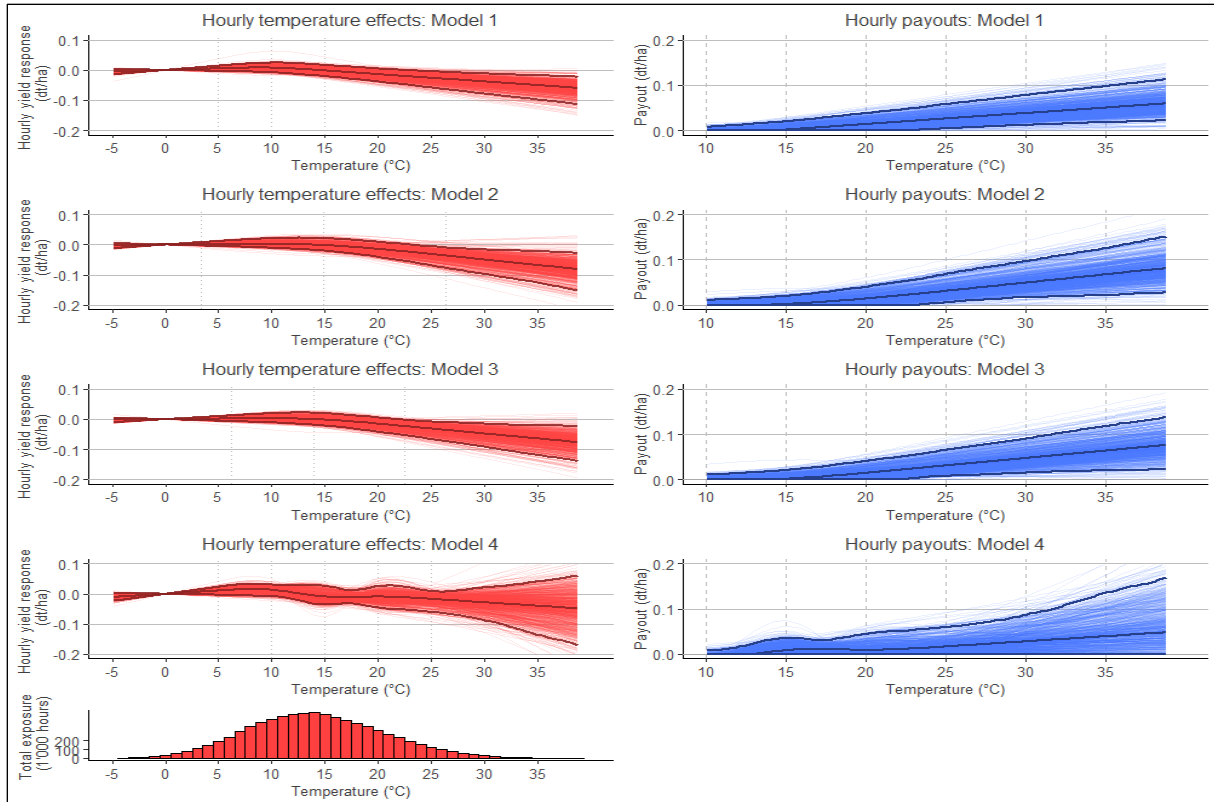 Hourly temperature effects: Model 1
Hourly yield response
(dt/ha)
0.1
0.0
-0.1
-0.2
-5 0 5 10 15 20 25 30 35
Temperature (°C)
Hourly payouts: Model 1
Payout (dt/ha)
0.2
0.1
0.0
10 15 20 25 30 35
Temperature (°C)
Hourly temperature effects: Model 2
Hourly yield response
(dt/ha)
0.1
0.0
-0.1
-0.2
-5 0 5 10 15 20 25 30 35
Temperature (°C)
Hourly payouts: Model 2
Payout (dt/ha)
0.2
0.1
0.0
10 15 20 25 30 35
Temperature (°C)
Hourly temperature effects: Model 3
Hourly yield response
(dt/ha)
0.1
0.0
-0.1
-0.2
-5 0 5 10 15 20 25 30 35
Temperature (°C)
Hourly payouts: Model 3
Payout (dt/ha)
0.2
0.1
0.0
10 15 20 25 30 35
Temperature (°C)
Hourly temperature effects: Model 4
Hourly yield response
(dt/ha)
0.1
0.0
-0.1
-0.2
-5 0 5 10 15 20 25 30 35
Temperature (°C)
Hourly payouts: Model 4
Payout (dt/ha)
0.2
0.1
0.0
10 15 20 25 30 35
Temperature (°C)
Total exposure
(1'000 hours)
200
100
0
-5 0 5 10 15 20 25 30 35
Temperature (°C)